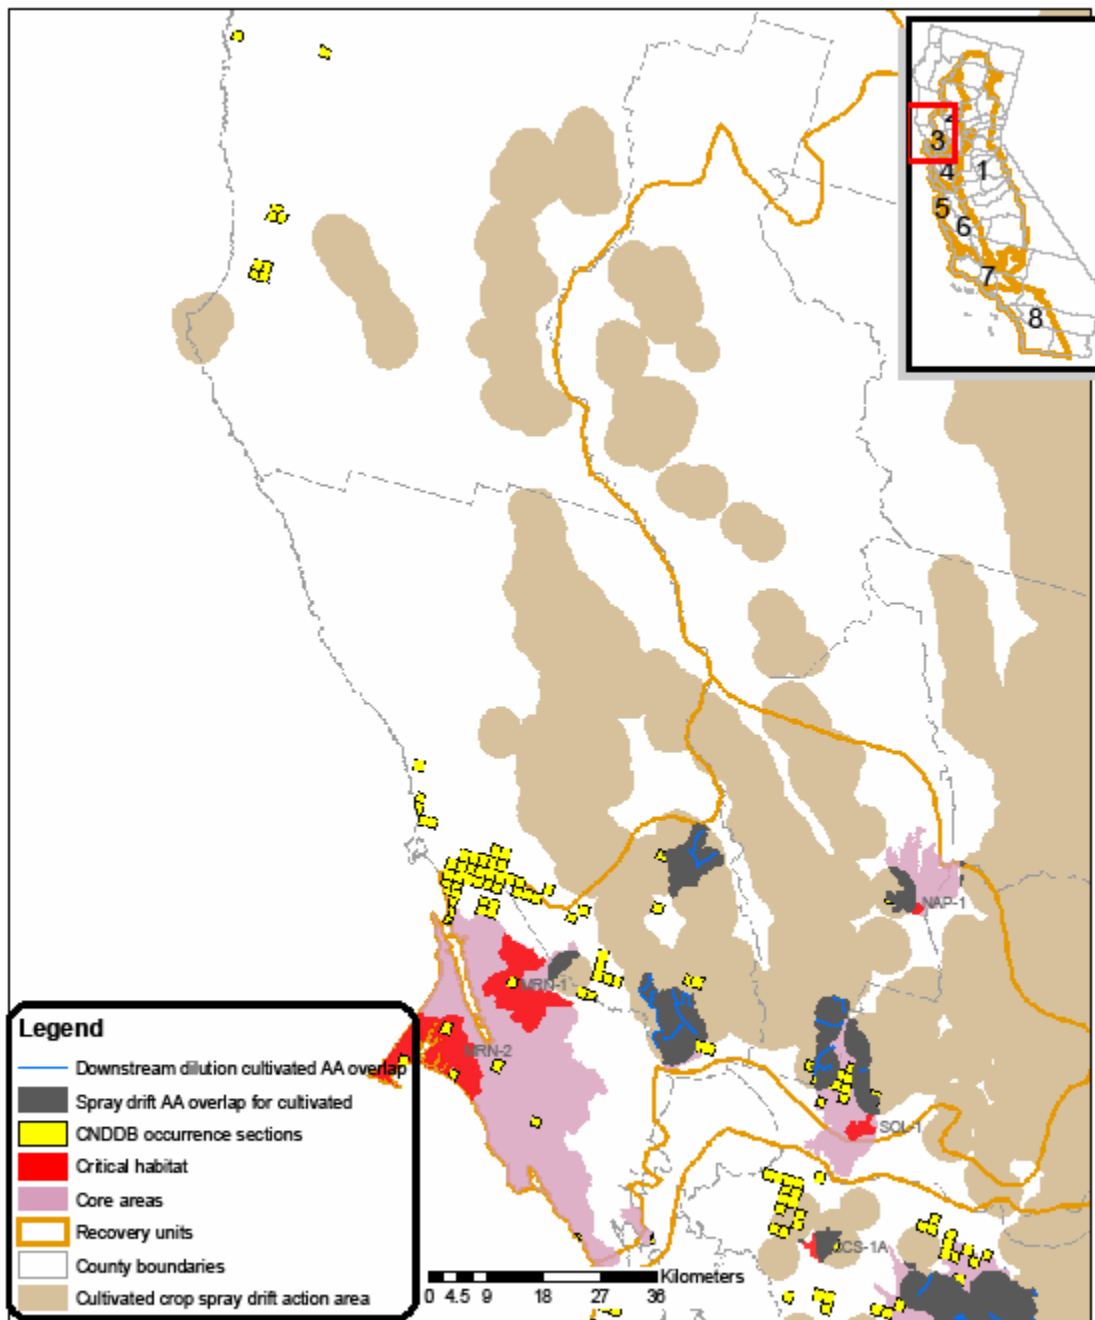 2
3
1
4
5
6
7
8
NAP-1
MRN-1
MRN-2
SOL-1
CCS-1A
Legend
Downstream dilution cultivated AA overlap
Spray drift AA overlap for cultivated
CNDDB occurrence sections
Critical habitat
Core areas
Recovery units
County boundaries
Cultivated crop spray drift action area
Kilometers
0 4.5 9 18 27 36